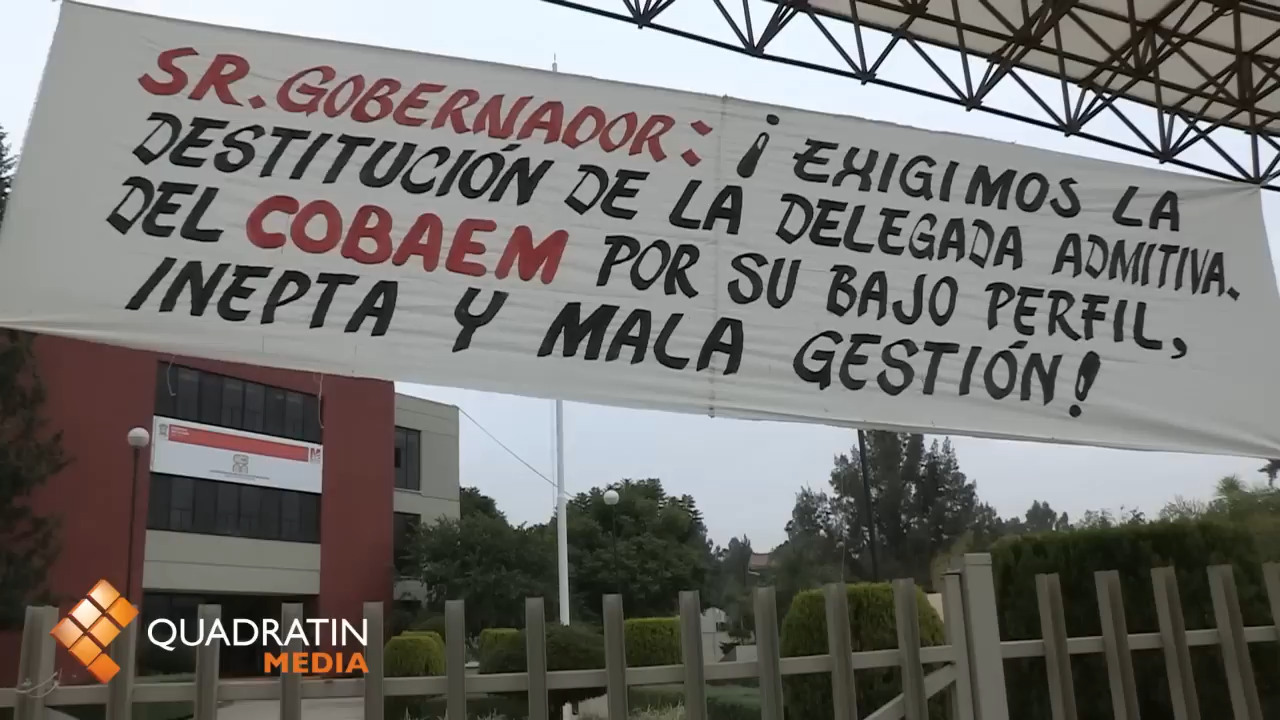 SR. GOBERNADOR: ¡EXIGIMOS LA
DESTITUCIÓN DE LA DELEGADA ADMITIVA.
DEL COBAEM POR SU BAJO PERFIL,
INEPTA Y MALA GESTIÓN!
QUADRATIN
MEDIA